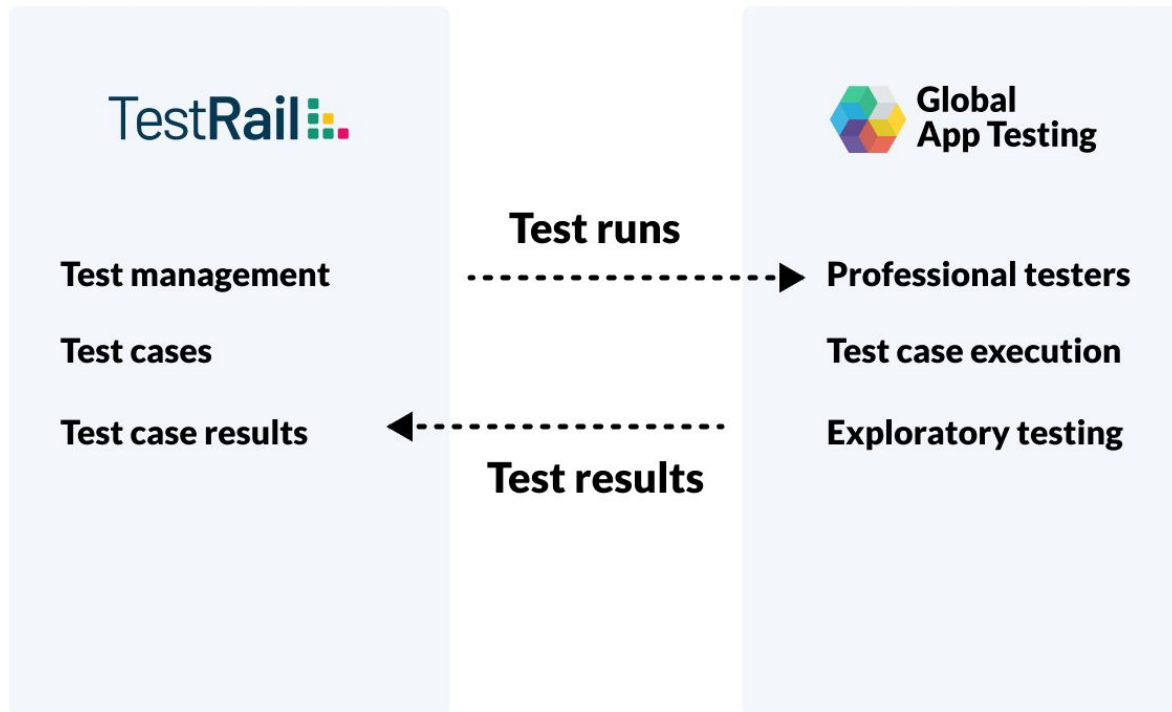 TestRail
Global
App Testing
Test runs
Test management
Professional testers
Test cases
Test case execution
Test case results
Exploratory testing
Test results